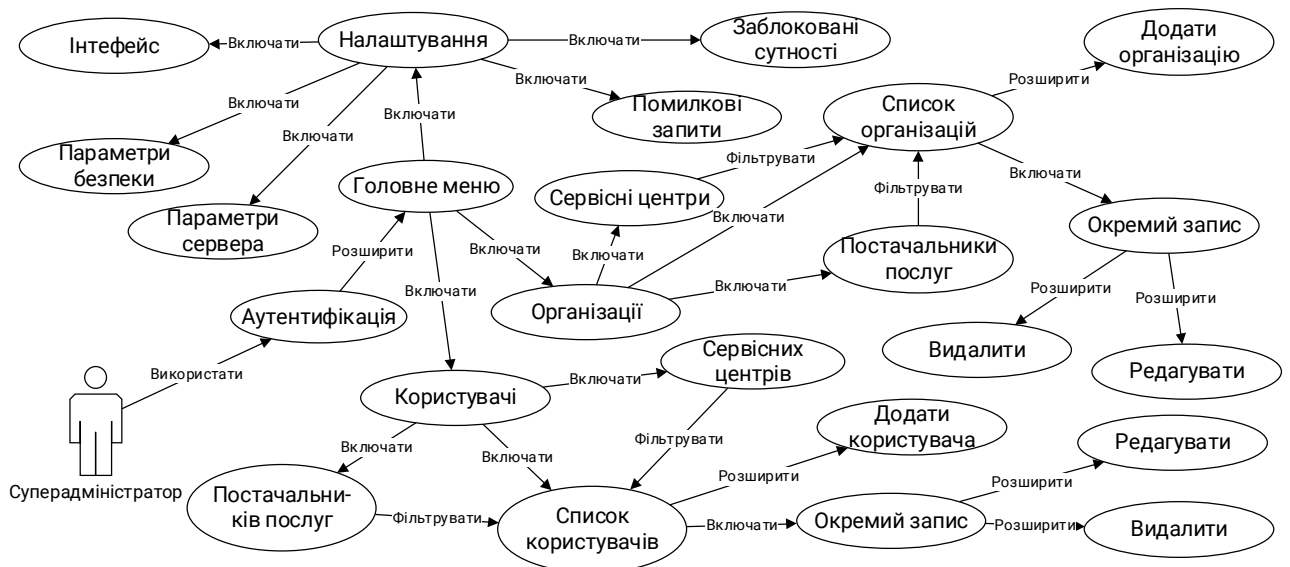 Інтефейс
Включати
Налаштування
Включати
Заблоковані
сутності
Додати
організацію
Включати
Розширити
Включати
Включати
Помилкові
запити
Список
організацій
Включати
Параметри
безпеки
Фільтрувати
Включати
Головне меню
Сервісні центри
Фільтрувати
Параметри
сервера
Включати
Окремий запис
Розширити
Включати
Включати
Постачальники
послуг
Включати
Включати
Розширити
Розширити
Аутентифікація
Організації
Видалити
Сервісних
центрів
Використати
Включати
Редагувати
Користувачі
Додати
користувача
Включати
Фільтрувати
Редагувати
Включати
Розширити
Розширити
Суперадміністратор
Постачальни-
ків послуг
Фільтрувати
Список
користувачів
Включати
Окремий запис
Розширити
Видалити